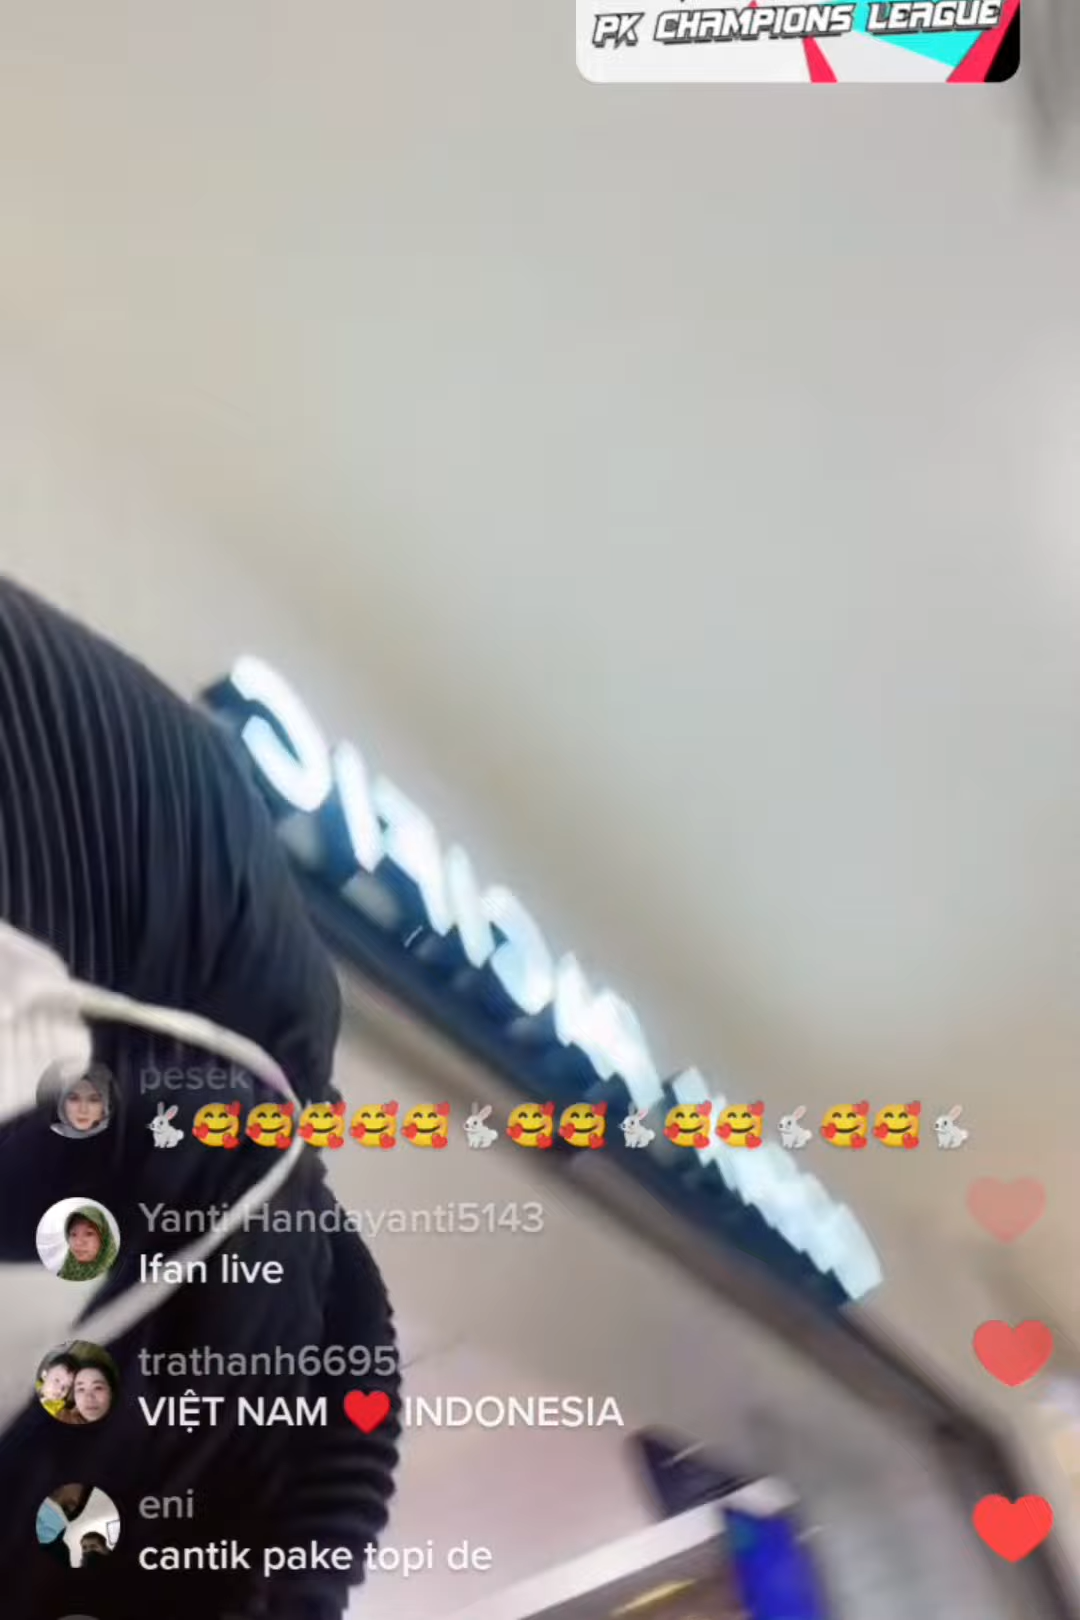 PK CHAMPIONS LEAGUE
pesek
🐇🥰🥰🥰🥰🥰🐇🥰🥰🐇🥰🥰🐇🥰🥰🐇
Yanti Handayanti5143
Ifan live
trathanh6695
VIỆT NAM ❤️ INDONESIA
eni
cantik pake topi de